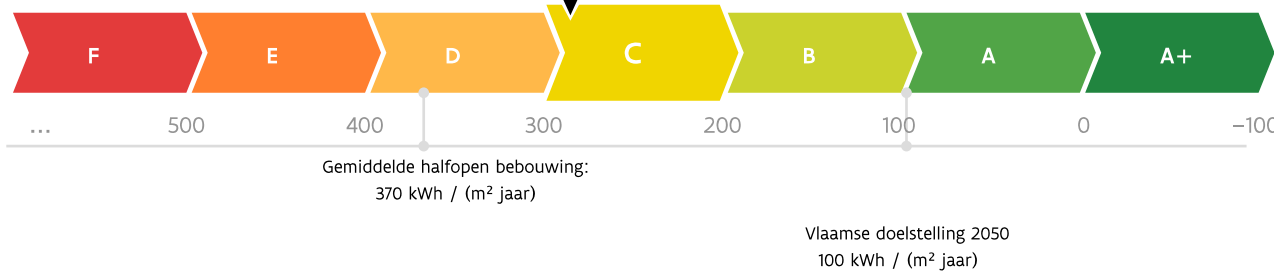 F E D C B A A+
... 500 400 300 200 100 0 −100
Gemiddelde halfopen bebouwing:
370 kWh / (m² jaar)
Vlaamse doelstelling 2050
100 kWh / (m² jaar)